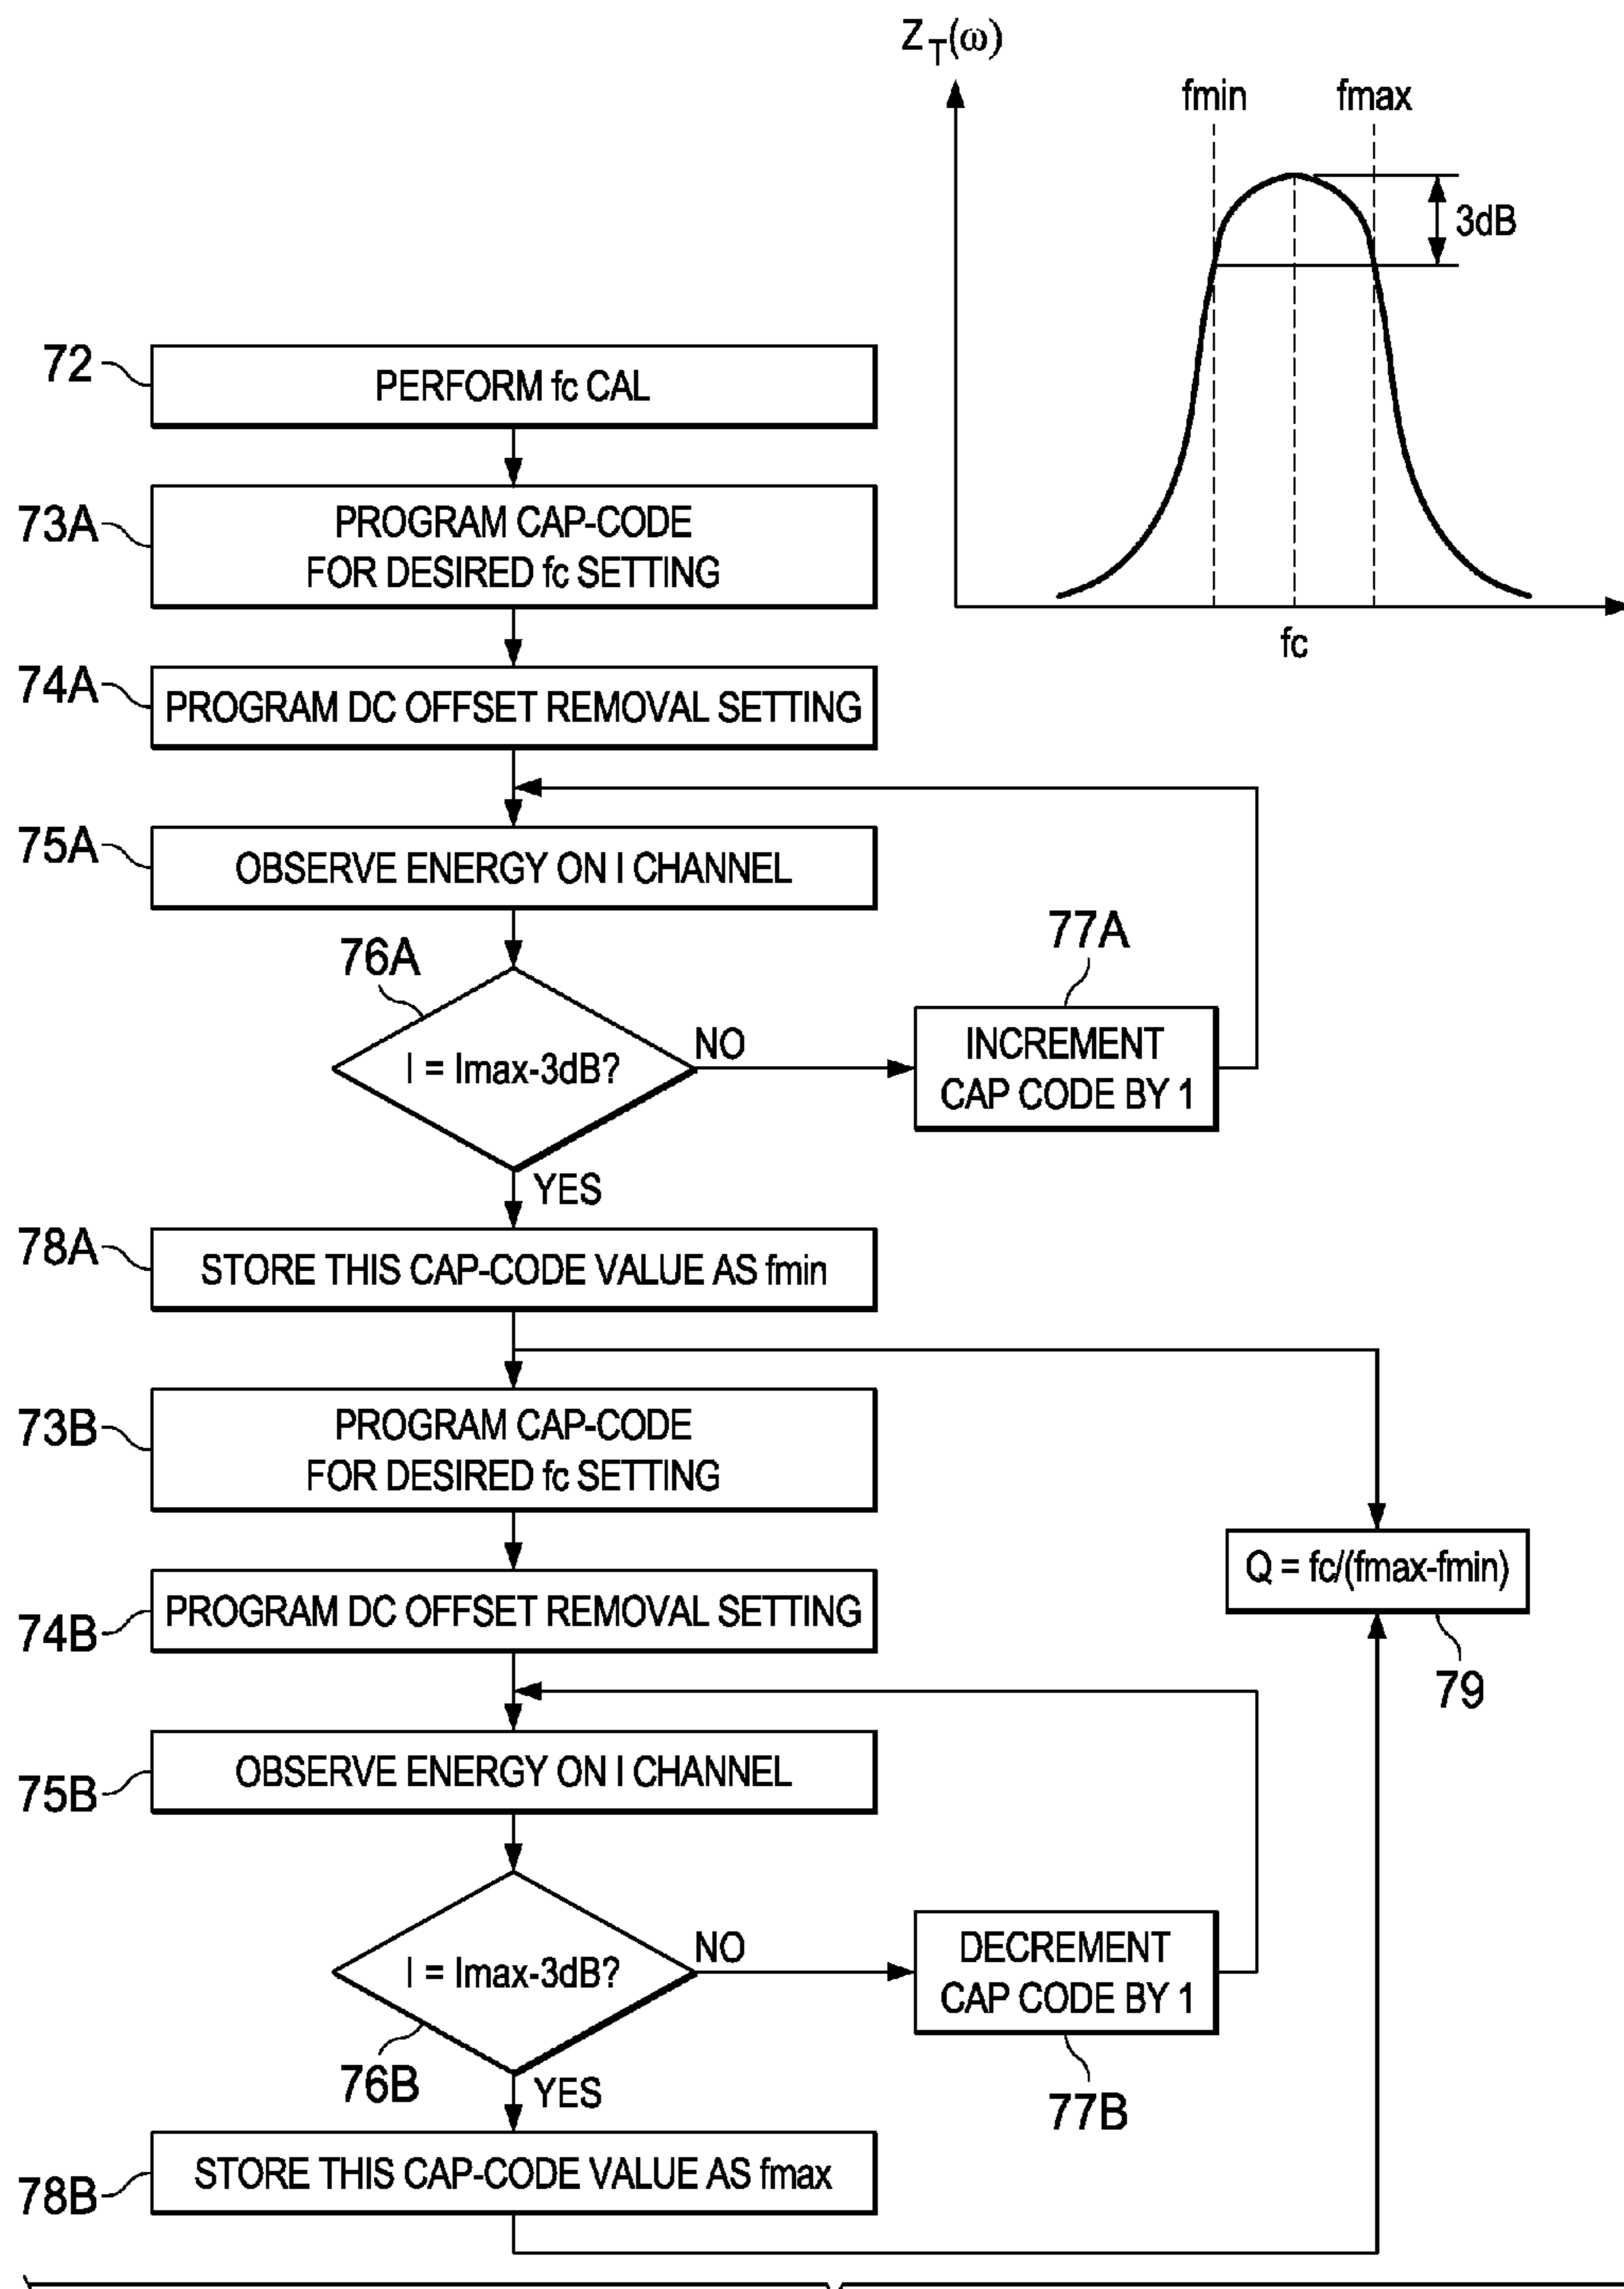 Z_T(ω)
fmin
fmax
3dB
fc
72
PERFORM fc CAL
73A
PROGRAM CAP-CODE
FOR DESIRED fc SETTING
74A
PROGRAM DC OFFSET REMOVAL SETTING
75A
OBSERVE ENERGY ON I CHANNEL
76A
I = Imax-3dB?
NO
77A
INCREMENT
CAP CODE BY 1
YES
78A
STORE THIS CAP-CODE VALUE AS fmin
73B
PROGRAM CAP-CODE
FOR DESIRED fc SETTING
Q = fc/(fmax-fmin)
79
74B
PROGRAM DC OFFSET REMOVAL SETTING
75B
OBSERVE ENERGY ON I CHANNEL
I = Imax-3dB?
NO
76B
DECREMENT
CAP CODE BY 1
77B
YES
78B
STORE THIS CAP-CODE VALUE AS fmax